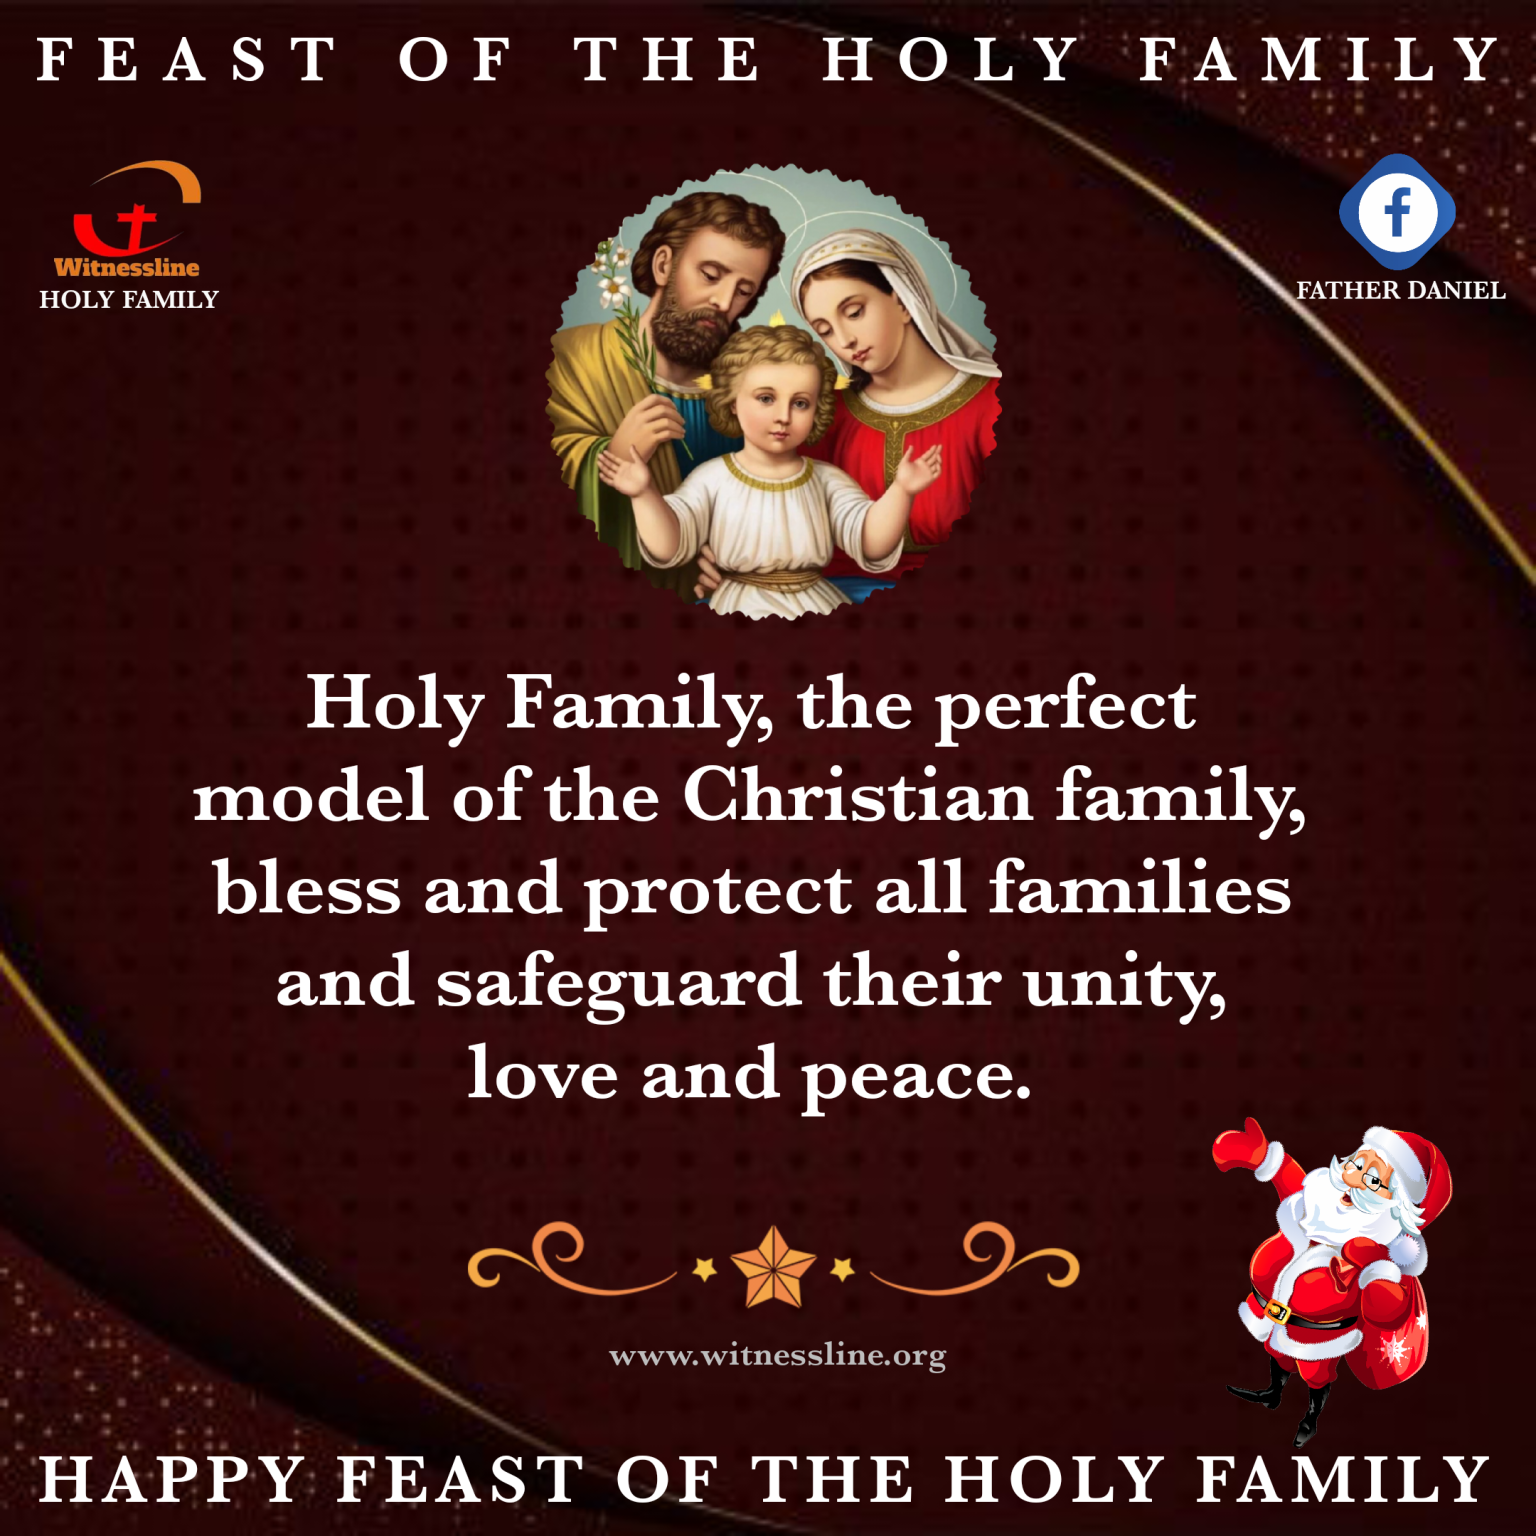 FEAST OF THE HOLY FAMILY
Witnessline
HOLY FAMILY
f
FATHER DANIEL
Holy Family, the perfect
model of the Christian family,
bless and protect all families
and safeguard their unity,
love and peace.
www.witnessline.org
HAPPY FEAST OF THE HOLY FAMILY